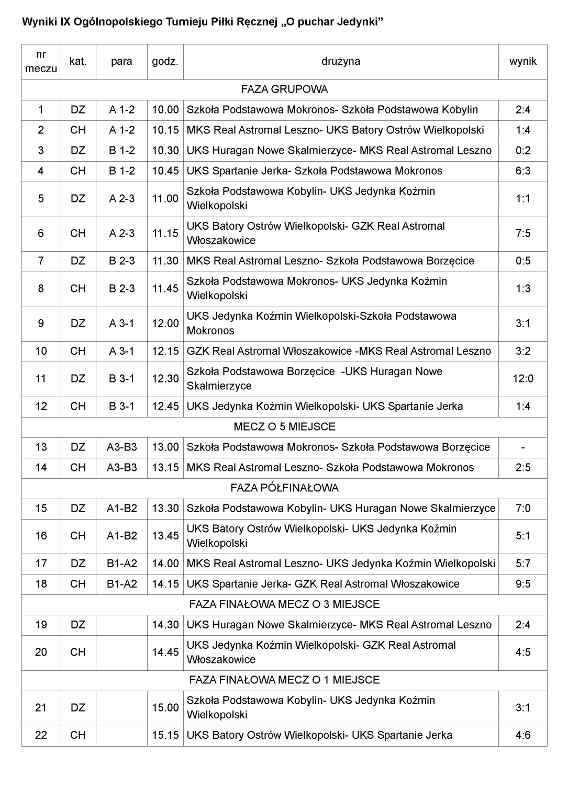 Wyniki IX Ogólnopolskiego Turnieju Piłki Ręcznej „O puchar Jedynki”
nr meczu kat. para godz. drużyna wynik
FAZA GRUPOWA
1 DZ A 1-2 10.00 Szkoła Podstawowa Mokronos- Szkoła Podstawowa Kobylin 2:4
2 CH A 1-2 10.15 MKS Real Astromal Leszno- UKS Batory Ostrów Wielkopolski 1:4
3 DZ B 1-2 10.30 UKS Huragan Nowe Skalmierzyce- MKS Real Astromal Leszno 0:2
4 CH B 1-2 10.45 UKS Spartanie Jerka- Szkoła Podstawowa Mokronos 6:3
5 DZ A 2-3 11.00 Szkoła Podstawowa Kobylin- UKS Jedynka Koźmin
Wielkopolski 1:1
6 CH A 2-3 11.15 UKS Batory Ostrów Wielkopolski- GZK Real Astromal
Włoszakowice 7:5
7 DZ B 2-3 11.30 MKS Real Astromal Leszno- Szkoła Podstawowa Borzęcice 0:5
8 CH B 2-3 11.45 Szkoła Podstawowa Mokronos- UKS Jedynka Koźmin
Wielkopolski 1:3
9 DZ A 3-1 12.00 UKS Jedynka Koźmin Wielkopolski-Szkoła Podstawowa
Mokronos 3:1
10 CH A 3-1 12.15 GZK Real Astromal Włoszakowice -MKS Real Astromal Leszno 3:2
11 DZ B 3-1 12.30 Szkoła Podstawowa Borzęcice -UKS Huragan Nowe
Skalmierzyce 12:0
12 CH B 3-1 12.45 UKS Jedynka Koźmin Wielkopolski- UKS Spartanie Jerka 1:4
MECZ O 5 MIEJSCE
13 DZ A3-B3 13.00 Szkoła Podstawowa Mokronos- Szkoła Podstawowa Borzęcice -
14 CH A3-B3 13.15 MKS Real Astromal Leszno- Szkoła Podstawowa Mokronos 2:5
FAZA PÓŁFINAŁOWA
15 DZ A1-B2 13.30 Szkoła Podstawowa Kobylin- UKS Huragan Nowe Skalmierzyce 7:0
16 CH A1-B2 13.45 UKS Batory Ostrów Wielkopolski- UKS Jedynka Koźmin
Wielkopolski 5:1
17 DZ B1-A2 14.00 MKS Real Astromal Leszno- UKS Jedynka Koźmin Wielkopolski 5:7
18 CH B1-A2 14.15 UKS Spartanie Jerka- GZK Real Astromal Włoszakowice 9:5
FAZA FINAŁOWA MECZ O 3 MIEJSCE
19 DZ 14.30 UKS Huragan Nowe Skalmierzyce- MKS Real Astromal Leszno 2:4
20 CH 14.45 UKS Jedynka Koźmin Wielkopolski- GZK Real Astromal
Włoszakowice 4:5
FAZA FINAŁOWA MECZ O 1 MIEJSCE
21 DZ 15.00 Szkoła Podstawowa Kobylin- UKS Jedynka Koźmin
Wielkopolski 3:1
22 CH 15.15 UKS Batory Ostrów Wielkopolski- UKS Spartanie Jerka 4:6